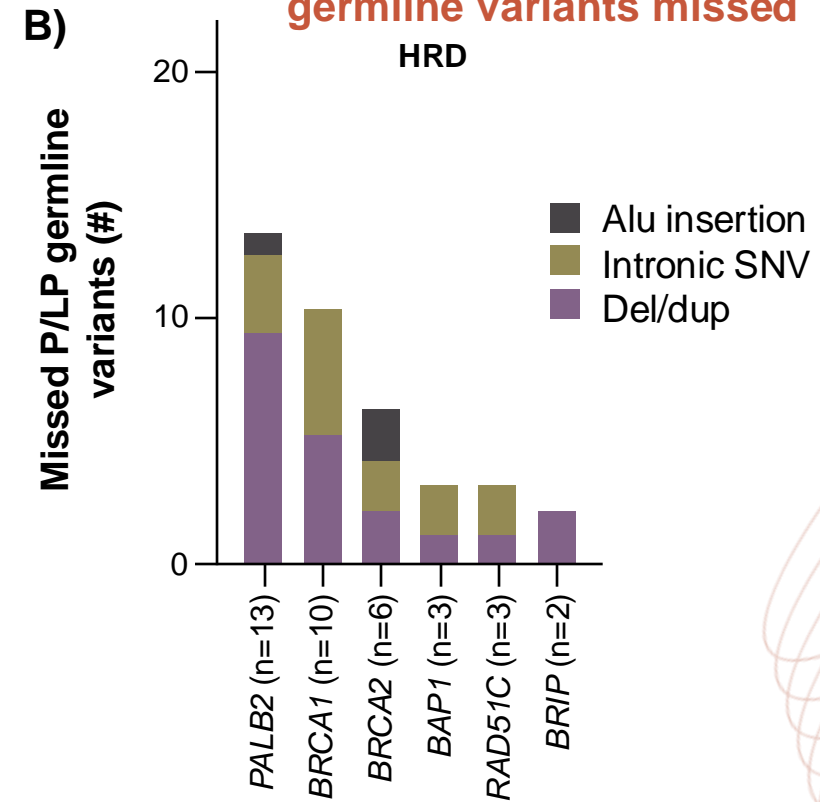 germline variants missed
B)
HRD
20
10
0
Missed P/LP germline
variants (#)
Alu insertion
Intronic SNV
Del/dup
PALB2 (n=13)
BRCA1 (n=10)
BRCA2 (n=6)
BAP1 (n=3)
RAD51C (n=3)
BRIP (n=2)